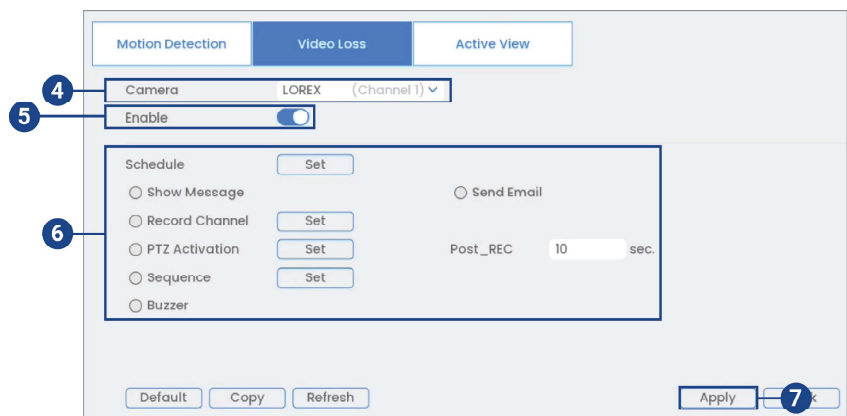 Motion Detection Video Loss Active View
4 Camera LOREX (Channel 1)
5 Enable
Schedule Set
Show Message Send Email
Record Channel Set
6 PTZ Activation Set Post_REC 10 sec.
Sequence Set
Buzzer
Default Copy Refresh Apply 7